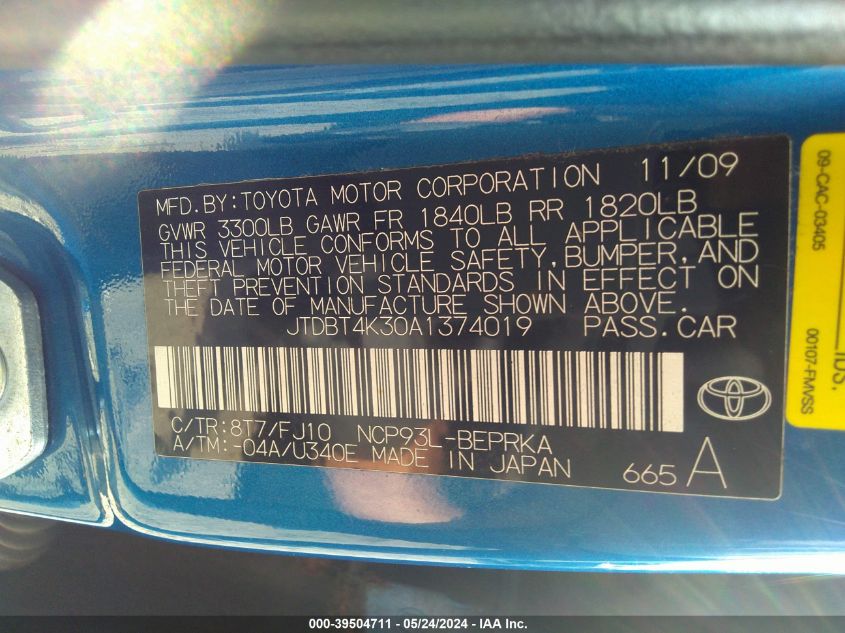 MFD.BY:TOYOTA MOTOR CORPORATION 11/09
GVWR 3300LB GAWR FR 1840LB RR 1820LB
THIS VEHICLE CONFORMS TO ALL APPLICABLE
FEDERAL MOTOR VEHICLE SAFETY,BUMPER,AND
THEFT PREVENTION STANDARDS IN EFFECT ON
THE DATE OF MANUFACTURE SHOWN ABOVE.
JTDBT4K30A1374019 PASS.CAR
C/TR:8T7/FJ10 NCP93L-BEPRKA
A/TM:-04A/U340E MADE IN JAPAN
665 A
09-CAC-03405
00107-FMVSS
000-39504711 - 05/24/2024 - IAA Inc.